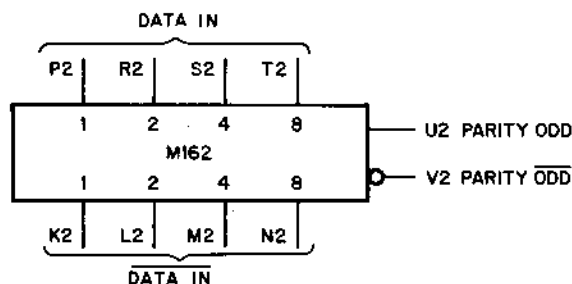 DATA IN
P2 R2 S2 T2
1 2 4 8
U2 PARITY ODD
M162
V2 PARITY ODD
1 2 4 8
K2 L2 M2 N2
DATA IN